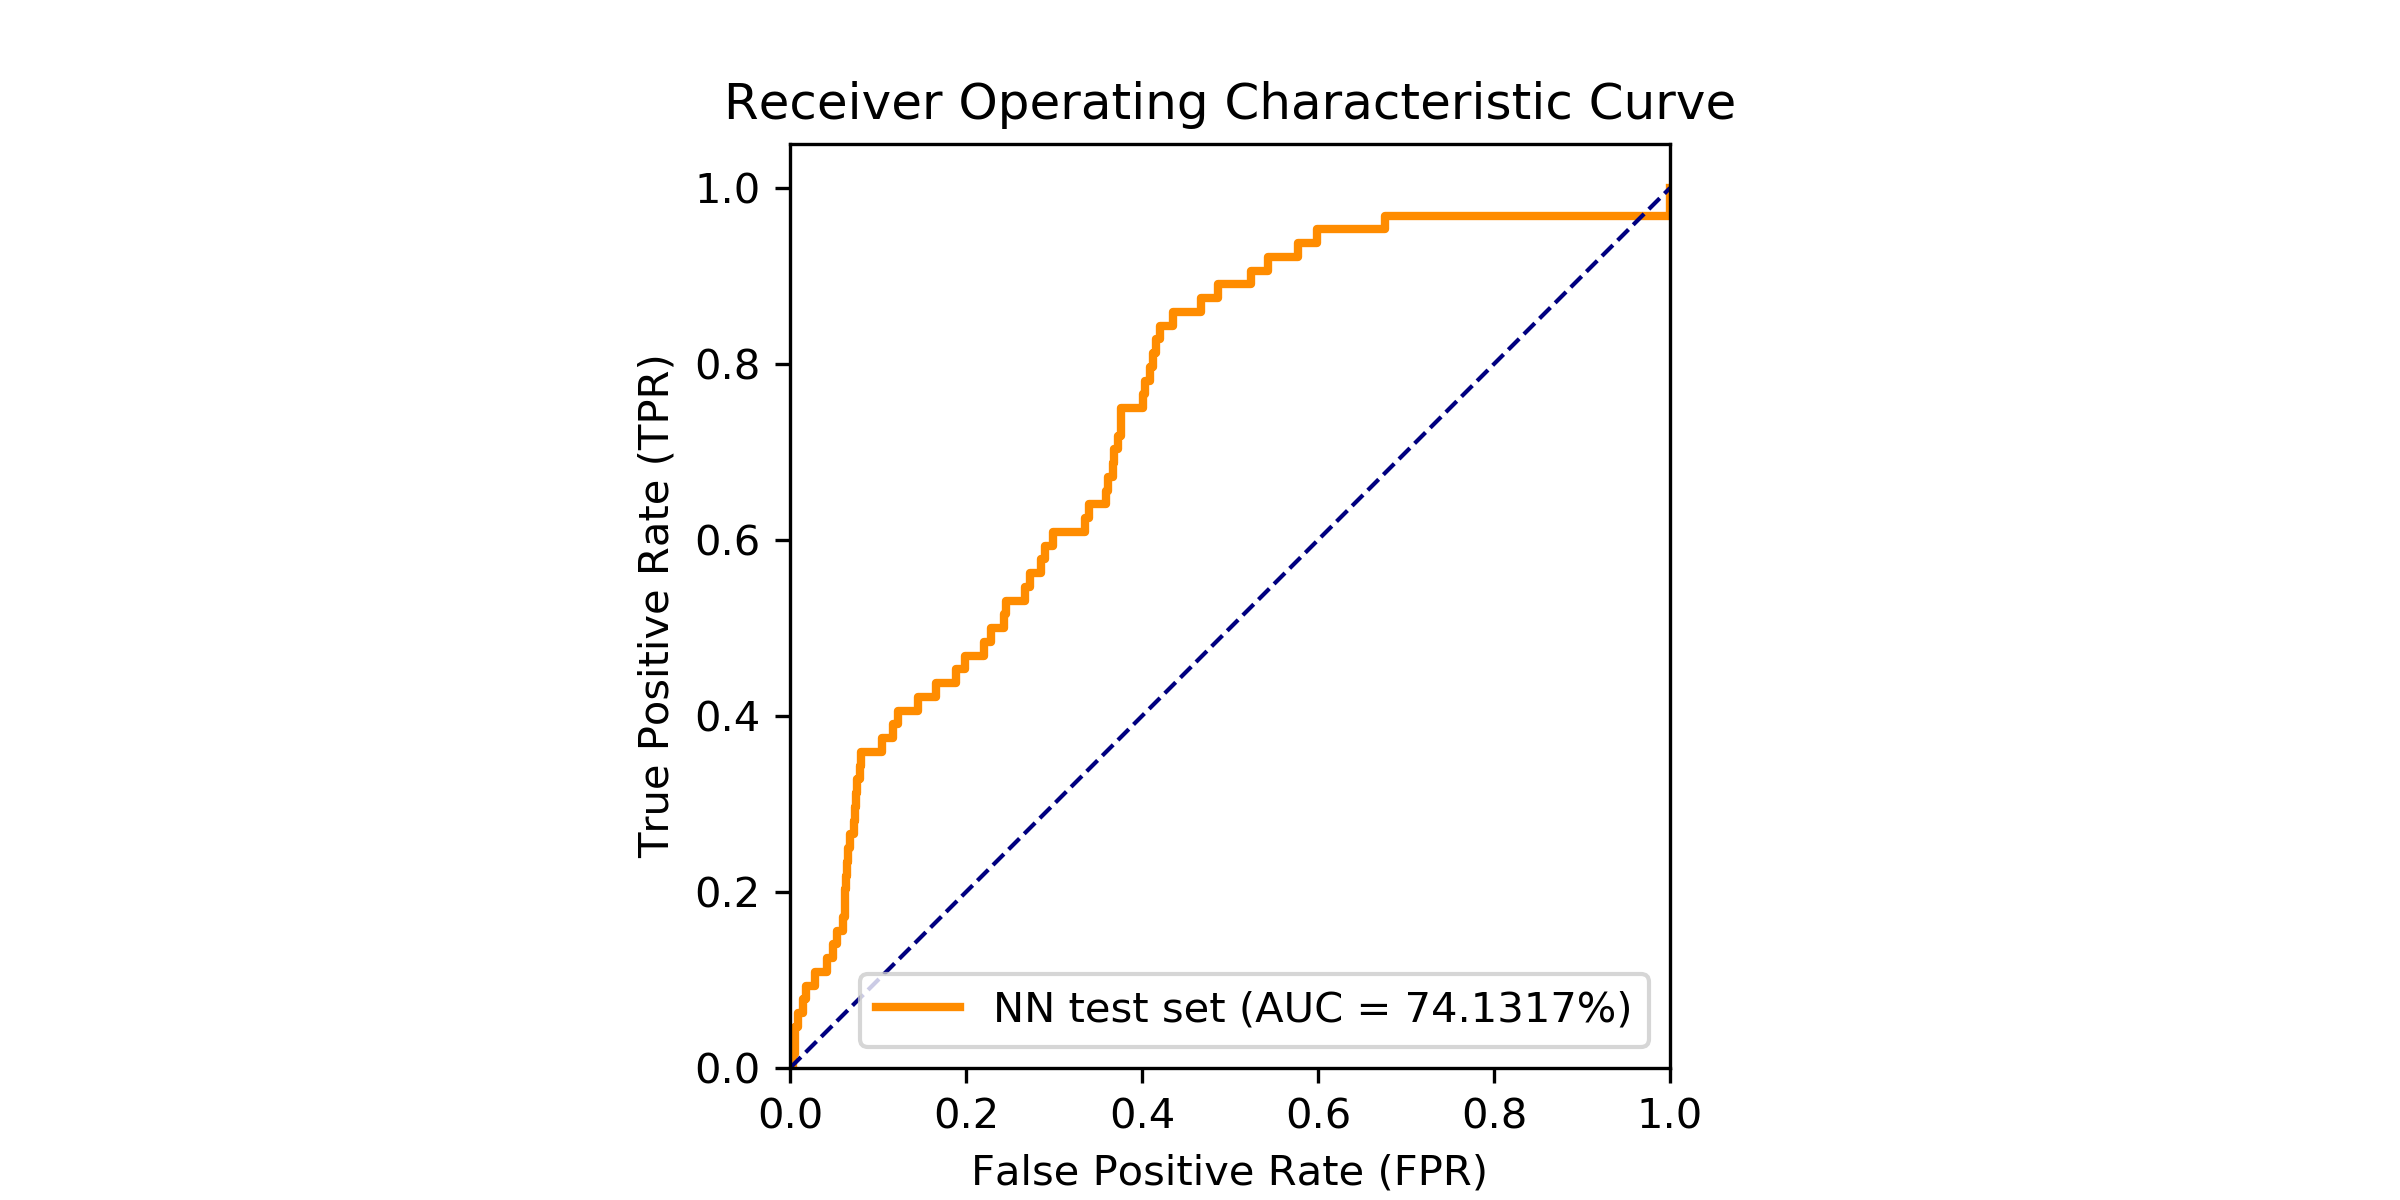 Receiver Operating Characteristic Curve
1.0
0.8
0.6
0.4
0.2
0.0
True Positive Rate (TPR)
NN test set (AUC = 74.1317%)
0.0 0.2 0.4 0.6 0.8 1.0
False Positive Rate (FPR)